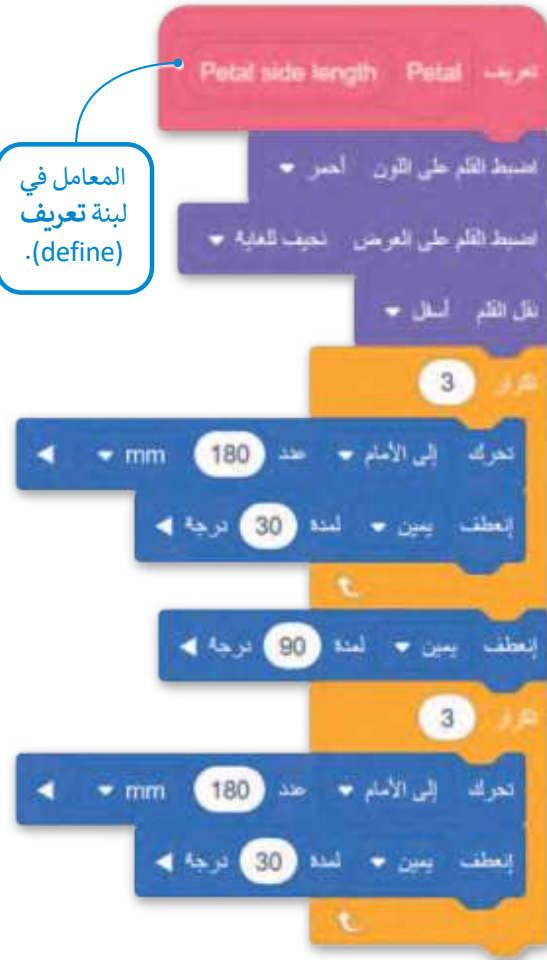 تعريف Petal Petal side length
المعامل في
لبنة تعريف
(define).
اضبط القلم على اللون أحمر
اضبط القلم على العرض نحيف للغاية
نقل القلم أسفل
تكرار 3
تحرك إلى الأمام عدد 180 mm
إنعطف يمين لمدة 30 درجة
إنعطف يمين لمدة 90 درجة
تكرار 3
تحرك إلى الأمام عدد 180 mm
إنعطف يمين لمدة 30 درجة